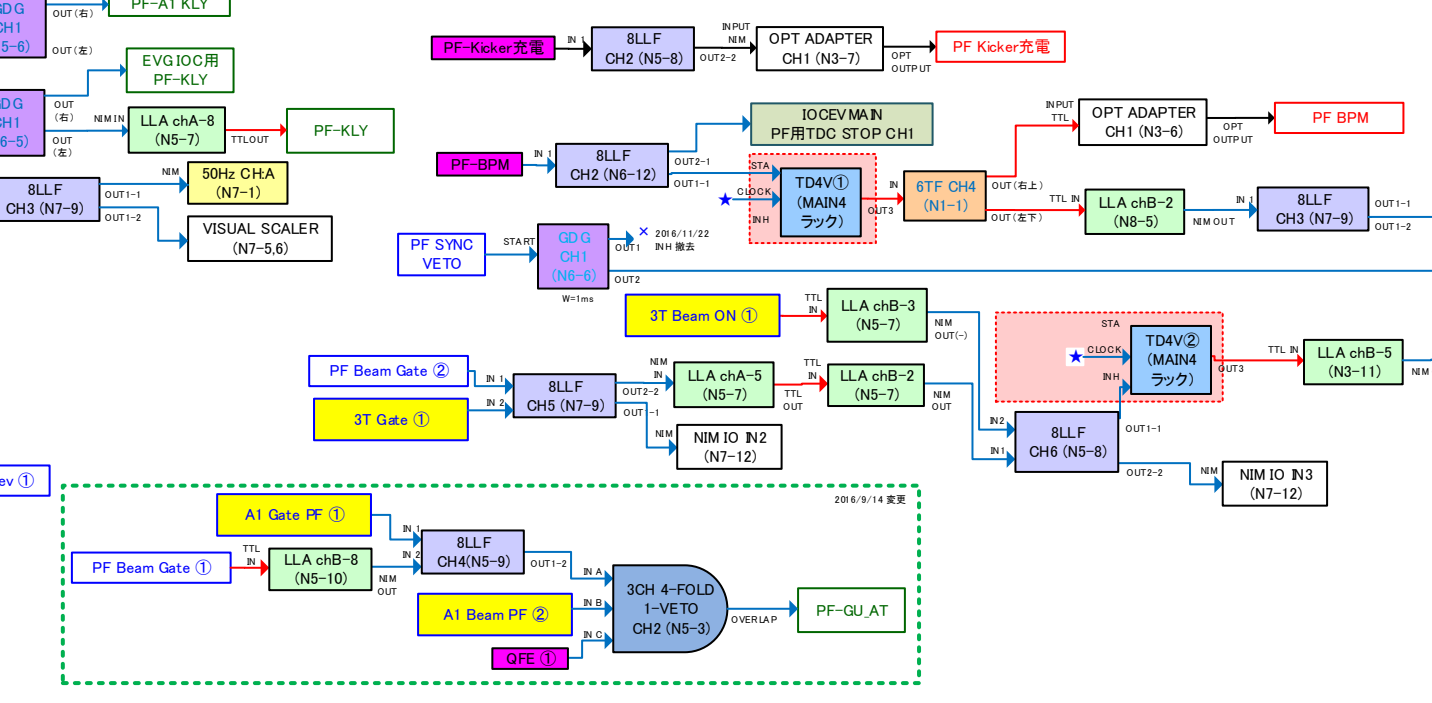 GDG
CH1
5-6)
OUT(右)
PF-A1 KLY
OUT(左)
EVG IOC用
PF-KLY
CH1
6-5)
OUT
(右)
OUT
(左)
NIM IN
LLA chA-8
(N5-7)
TTLOUT
PF-KLY
8LLF
CH3 (N7-9)
OUT1-1
OUT1-2
NIM
50Hz CH:A
(N7-1)
VISUAL SCALER
(N7-5,6)
PF-Kicker充電
IN 1
8LLF
CH2 (N5-8)
INPUT
NIM
OUT2-2
OPT ADAPTER
CH1 (N3-7)
OPT
OUTPUT
PF Kicker充電
PF-BPM
IN 1
8LLF
CH2 (N6-12)
OUT2-1
OUT1-1
IOCEVMAIN
PF用TDC STOP CH1
STA
★ CLOCK
INH
TD4V①
(MAIN4
ラック)
OUT3
IN
6TF CH4
(N1-1)
OUT(右上)
OUT(左下)
INPUT
TTL
OPT ADAPTER
CH1 (N3-6)
OPT
OUTPUT
PF BPM
TTL IN
LLA chB-2
(N8-5)
NIM OUT
IN 1
8LLF
CH3 (N7-9)
OUT1-1
OUT1-2
PF SYNC
VETO
START
GDG
CH1
(N6-6)
W=1ms
OUT1
×
2016/11/22
INH 撤去
OUT2
3T Beam ON ①
TTL
IN
LLA chB-3
(N5-7)
NIM
OUT(-)
PF Beam Gate ②
3T Gate ①
IN 1
IN 2
8LLF
CH5 (N7-9)
OUT2-2
OUT1-1
NIM
IN
LLA chA-5
(N5-7)
TTL
OUT
TTL
IN
LLA chB-2
(N5-7)
NIM
OUT
NIM
NIM IO IN2
(N7-12)
STA
★ CLOCK
INH
TD4V②
(MAIN4
ラック)
OUT3
TTL IN
LLA chB-5
(N3-11)
NIM
IN2
IN1
8LLF
CH6 (N5-8)
OUT1-1
OUT2-2
NIM
NIM IO IN3
(N7-12)
ev ①
2016/9/14 変更
A1 Gate PF ①
PF Beam Gate ①
TTL
IN
LLA chB-8
(N5-10)
NIM
OUT
IN 1
IN 2
8LLF
CH4(N5-9)
OUT1-2
A1 Beam PF ②
QFE ①
IN A
IN B
IN C
3CH 4-FOLD
1-VETO
CH2 (N5-3)
OVERLAP
PF-GU_AT